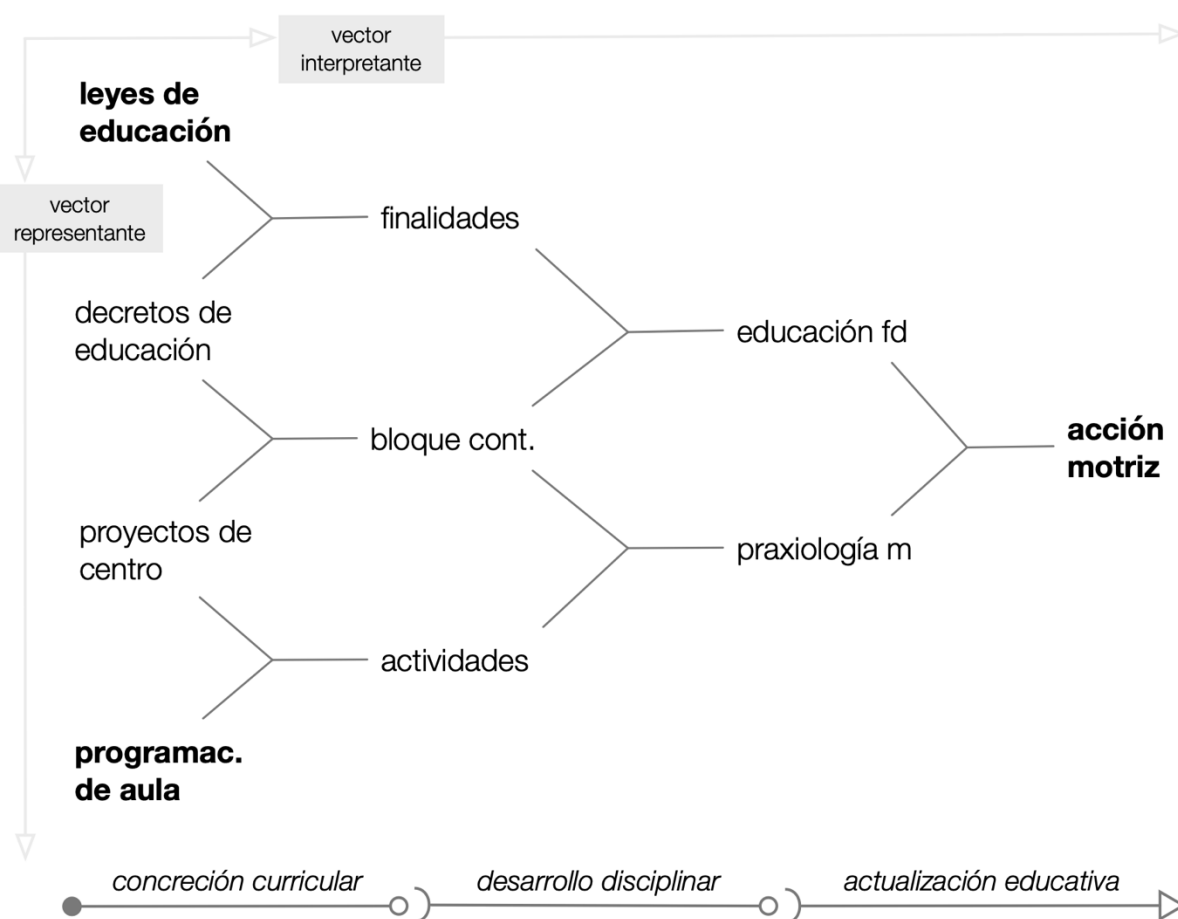 vector
interpretante
leyes de
educación
vector
representante
finalidades
decretos de
educación
educación fd
bloque cont.
acción
motriz
proyectos de
centro
praxiología m
actividades
programac.
de aula
concreción curricular
desarrollo disciplinar
actualización educativa